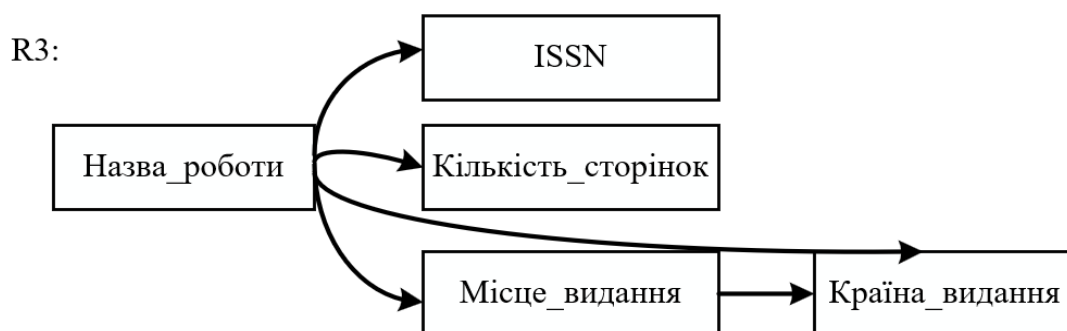 R3:
ISSN
Назва_роботи
Кількість_сторінок
Місце_видання
Країна_видання